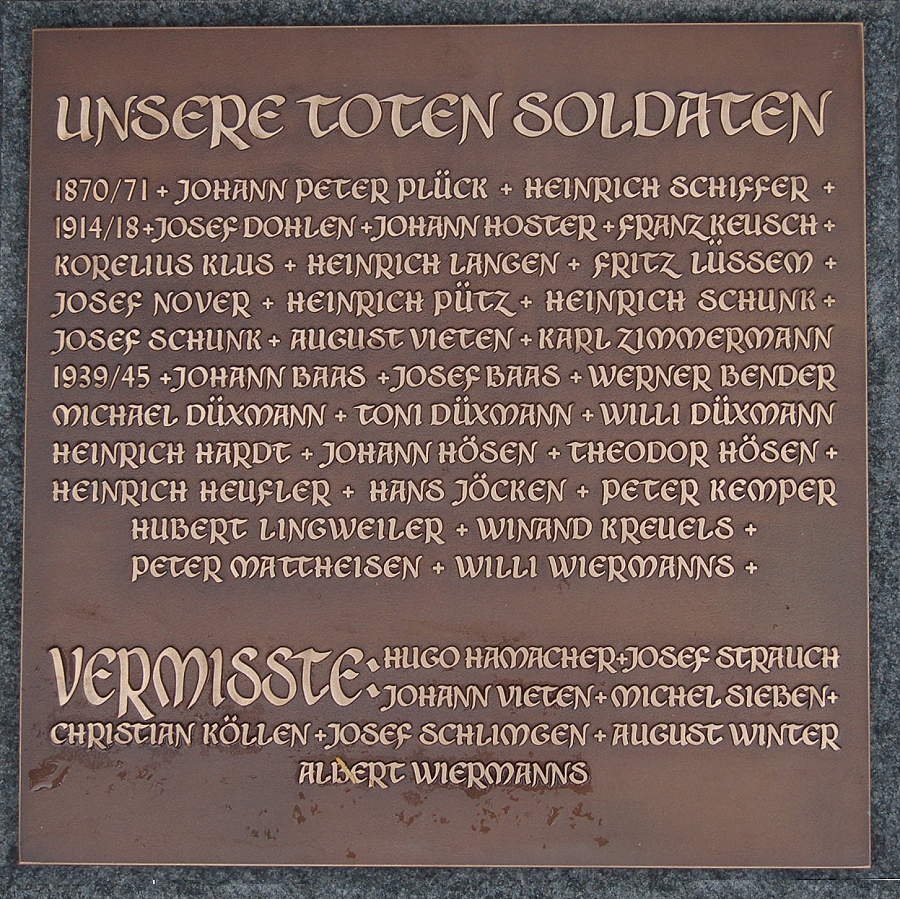 UNSERE TOTEN SOLDATEN
1870/71 + JOHANN PETER PLÜCK + HEINRICH SCHIFFER +
1914/18 + JOSEF DOHLEN + JOHANN HOSTER + FRANZ KEUSCH +
KORELIUS KLUS + HEINRICH LANGEN + FRITZ LÜSSEM +
JOSEF NOVER + HEINRICH PÜTZ + HEINRICH SCHUNK +
JOSEF SCHUNK + AUGUST VIETEN + KARL ZIMMERMANN
1939/45 + JOHANN BAAS + JOSEF BAAS + WERNER BENDER
MICHAEL DÜXMANN + TONI DÜXMANN + WILLI DÜXMANN
HEINRICH HARDT + JOHANN HÖSEN + THEODOR HÖSEN +
HEINRICH HEUFLER + HANS JÖCKEN + PETER KEMPER
HUBERT LINGWEILER + WINAND KREUELS +
PETER MATTHEISEN + WILLI WIERMANNS +
VERMISSTE: HUGO HAMACHER + JOSEF STRAUCH
JOHANN VIETEN + MICHEL SIEBEN +
CHRISTIAN KÖLLEN + JOSEF SCHLIMGEN + AUGUST WINTER
ALBERT WIERMANNS